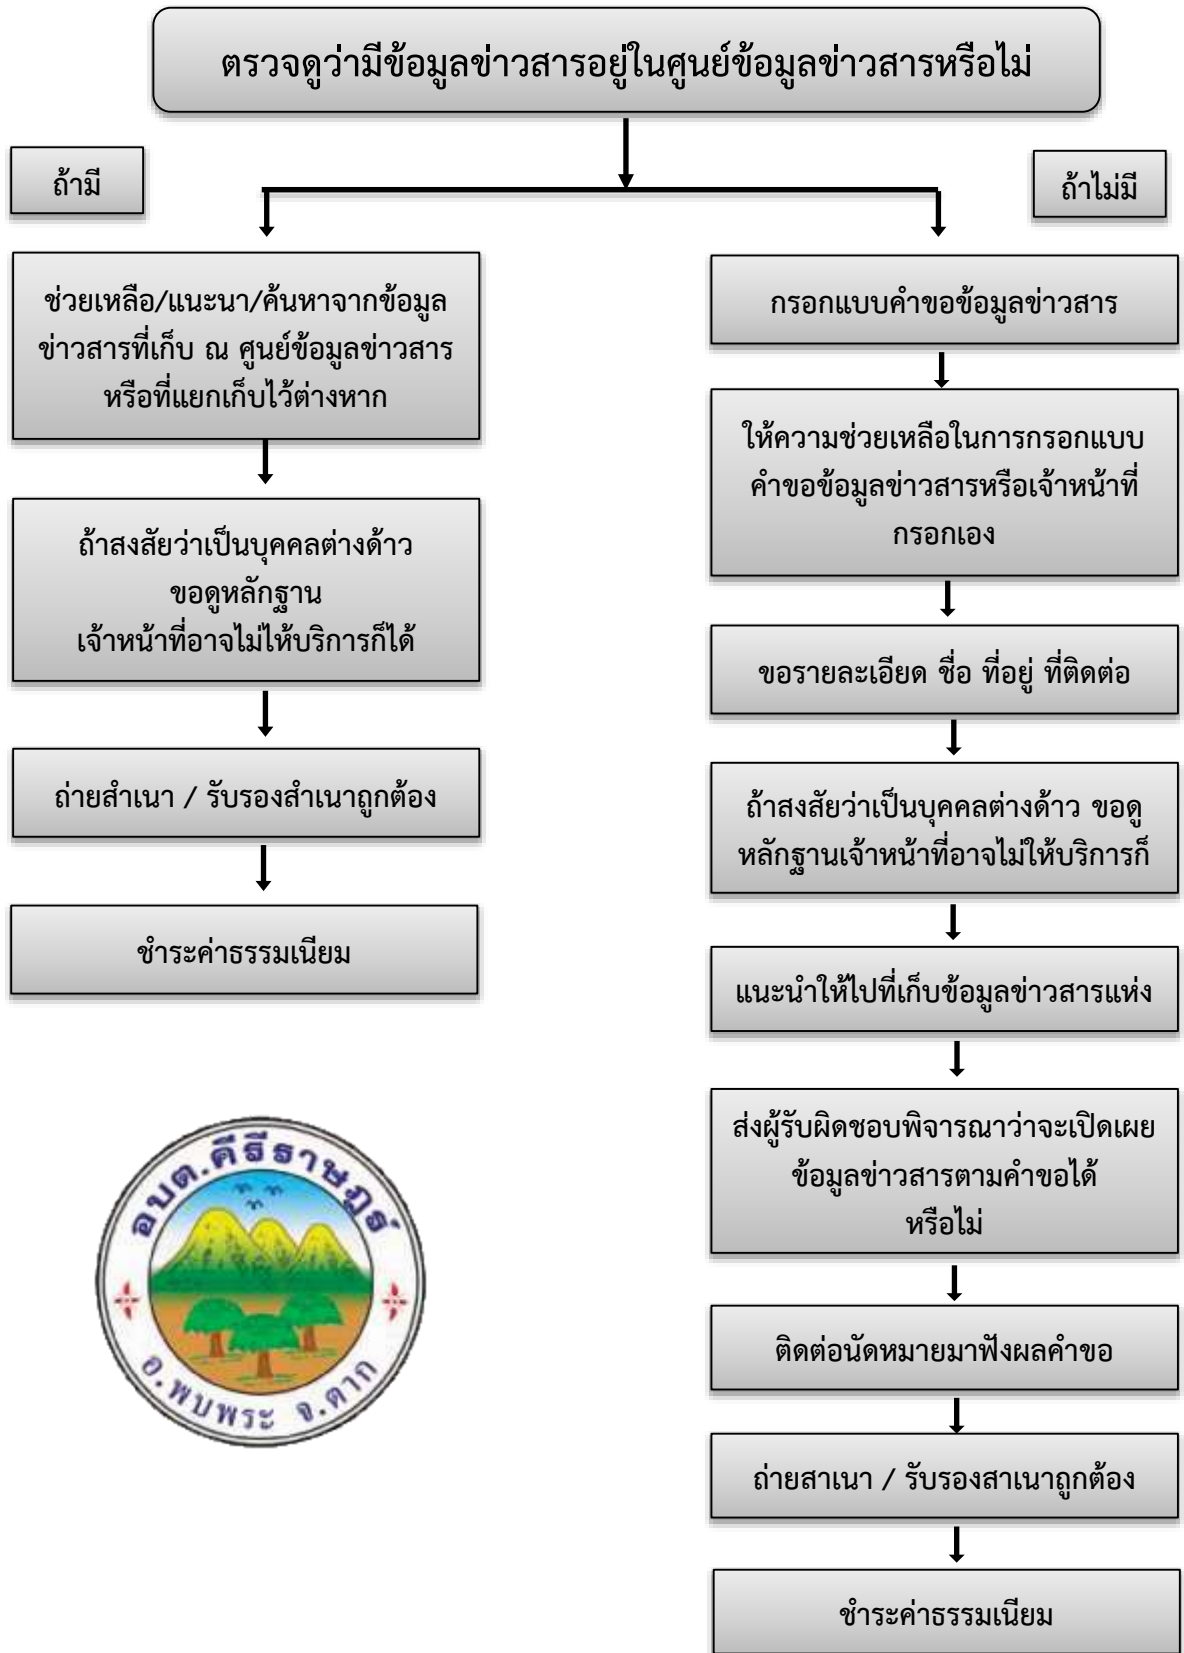 ตรวจดูว่ามีข้อมูลข่าวสารอยู่ในศูนย์ข้อมูลข่าวสารหรือไม่
ถ้ามี
ช่วยเหลือ/แนะนา/ค้นหาจากข้อมูล
ข่าวสารที่เก็บ ณ ศูนย์ข้อมูลข่าวสาร
หรือที่แยกเก็บไว้ต่างหาก
ถ้าสงสัยว่าเป็นบุคคลต่างด้าว
ขอดูหลักฐาน
เจ้าหน้าที่อาจไม่ให้บริการก็ได้
ถ่ายสำเนา / รับรองสำเนาถูกต้อง
ชำระค่าธรรมเนียม
ถ้าไม่มี
กรอกแบบคำขอข้อมูลข่าวสาร
ให้ความช่วยเหลือในการกรอกแบบ
คำขอข้อมูลข่าวสารหรือเจ้าหน้าที่
กรอกเอง
ขอรายละเอียด ชื่อ ที่อยู่ ที่ติดต่อ
ถ้าสงสัยว่าเป็นบุคคลต่างด้าว ขอดู
หลักฐานเจ้าหน้าที่อาจไม่ให้บริการก็
แนะนำให้ไปที่เก็บข้อมูลข่าวสารแห่ง
ส่งผู้รับผิดชอบพิจารณาว่าจะเปิดเผย
ข้อมูลข่าวสารตามคำขอได้
หรือไม่
ติดต่อนัดหมายมาฟังผลคำขอ
ถ่ายสาเนา / รับรองสาเนาถูกต้อง
ชำระค่าธรรมเนียม
อบต.คีรีราษฎร์
อ.พบพระ จ.ตาก